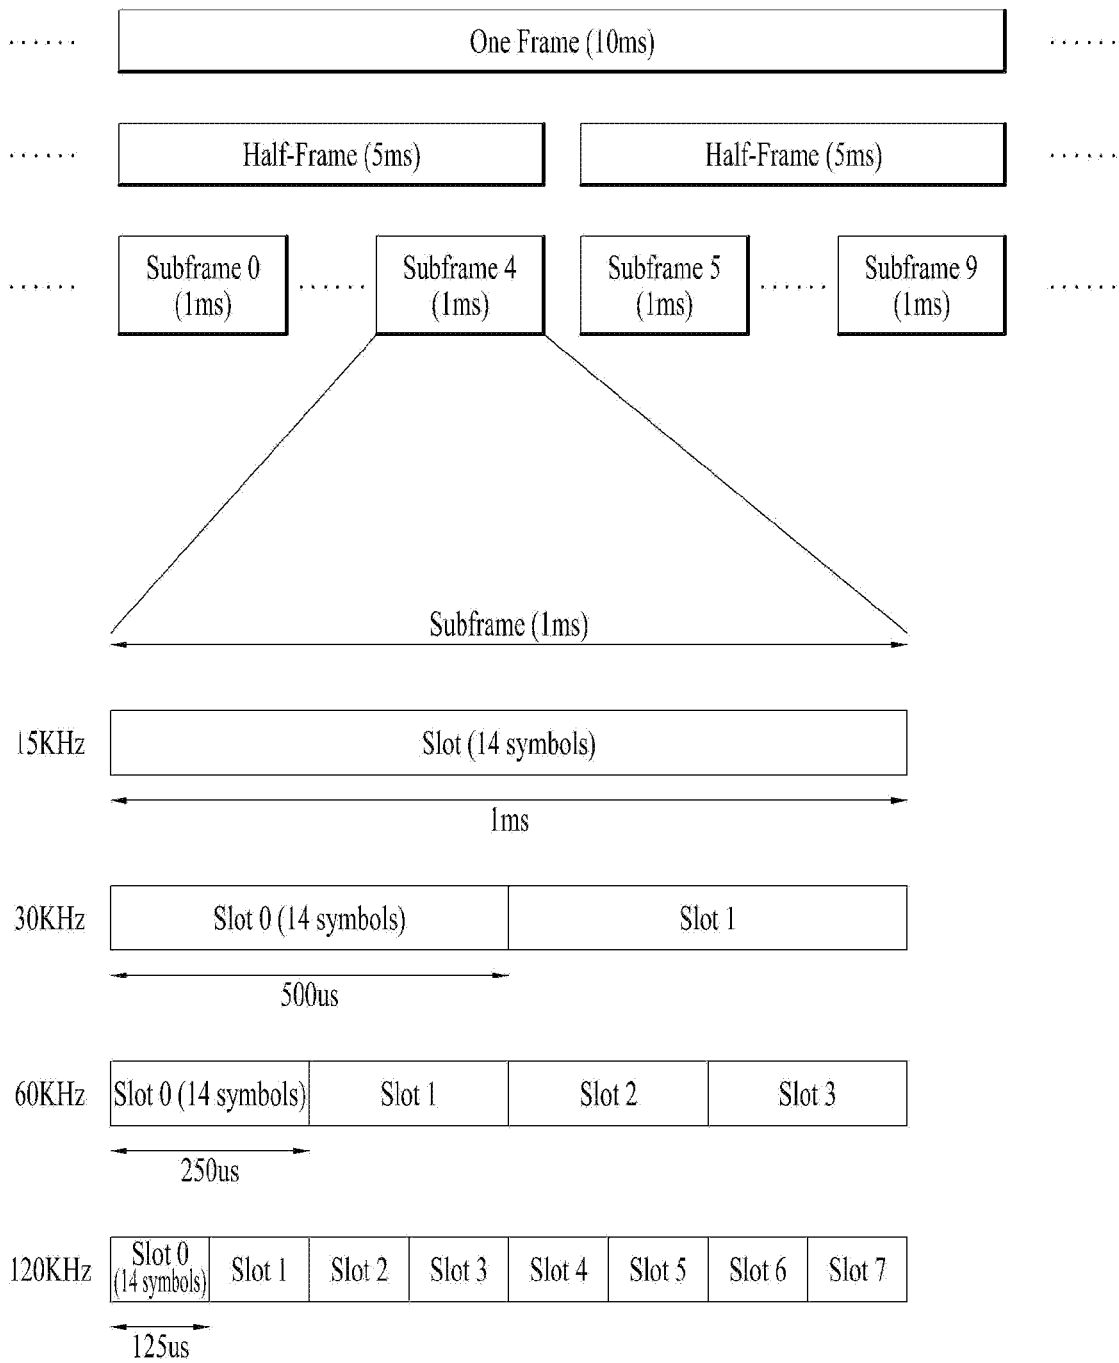 One Frame (10ms)
Half-Frame (5ms) Half-Frame (5ms)
Subframe 0 Subframe 4 Subframe 5 Subframe 9
(1ms) (1ms) (1ms) (1ms)
Subframe (1ms)
15KHz Slot (14 symbols)
1ms
30KHz Slot 0 (14 symbols) Slot 1
500us
60KHz Slot 0 (14 symbols) Slot 1 Slot 2 Slot 3
250us
120KHz Slot 0 Slot 1 Slot 2 Slot 3 Slot 4 Slot 5 Slot 6 Slot 7
(14 symbols)
125us